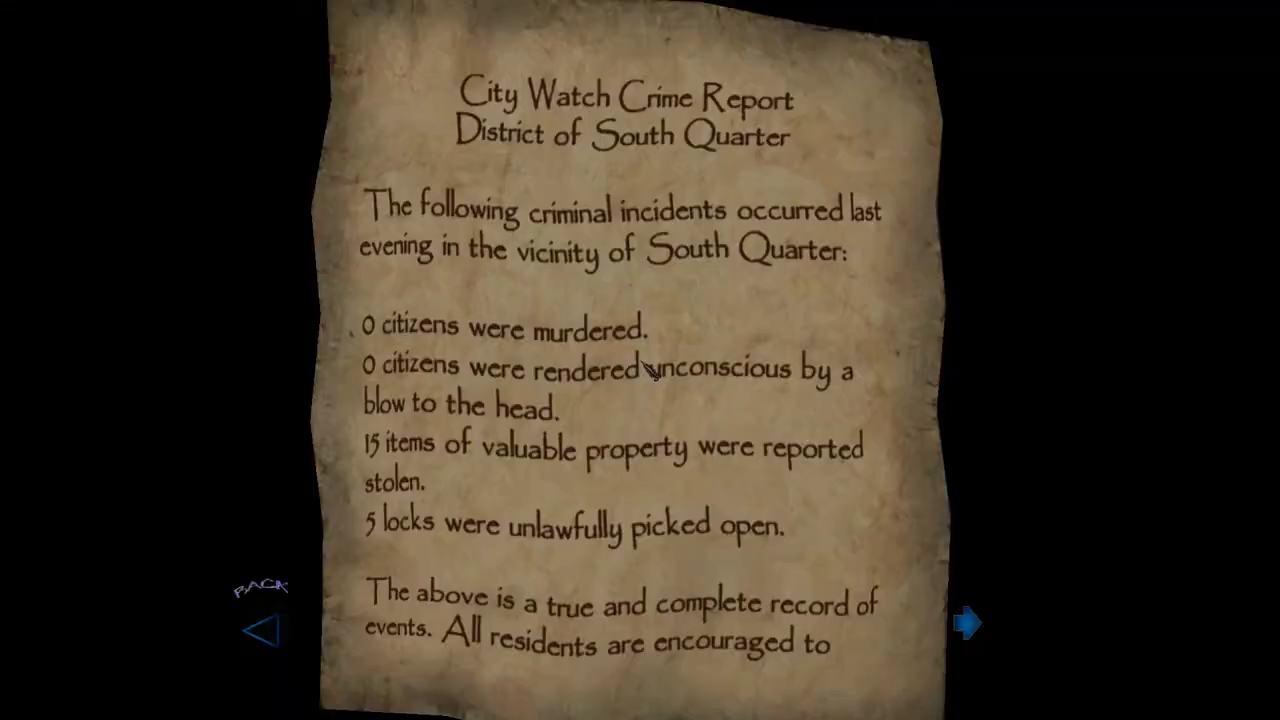 City Watch Crime Report
District of South Quarter
The following criminal incidents occurred last
evening in the vicinity of South Quarter:
0 citizens were murdered.
0 citizens were rendered unconscious by a
blow to the head.
15 items of valuable property were reported
stolen.
5 locks were unlawfully picked open.
The above is a true and complete record of
events. All residents are encouraged to
BACK